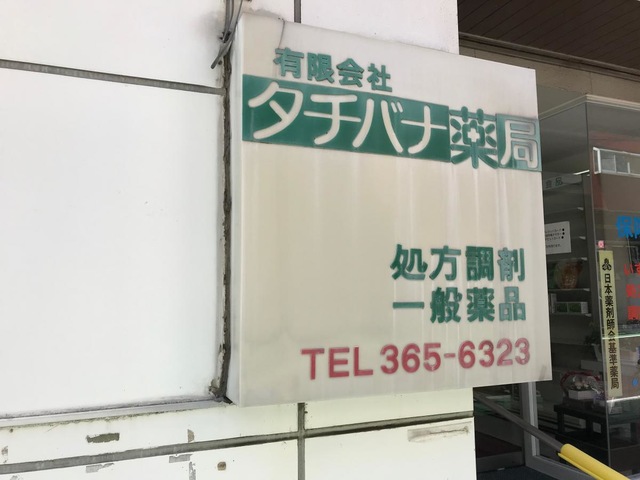 有限会社
タチバナ薬局
処方調剤
一般薬品
TEL 365-6323
日本薬剤師会基準薬局